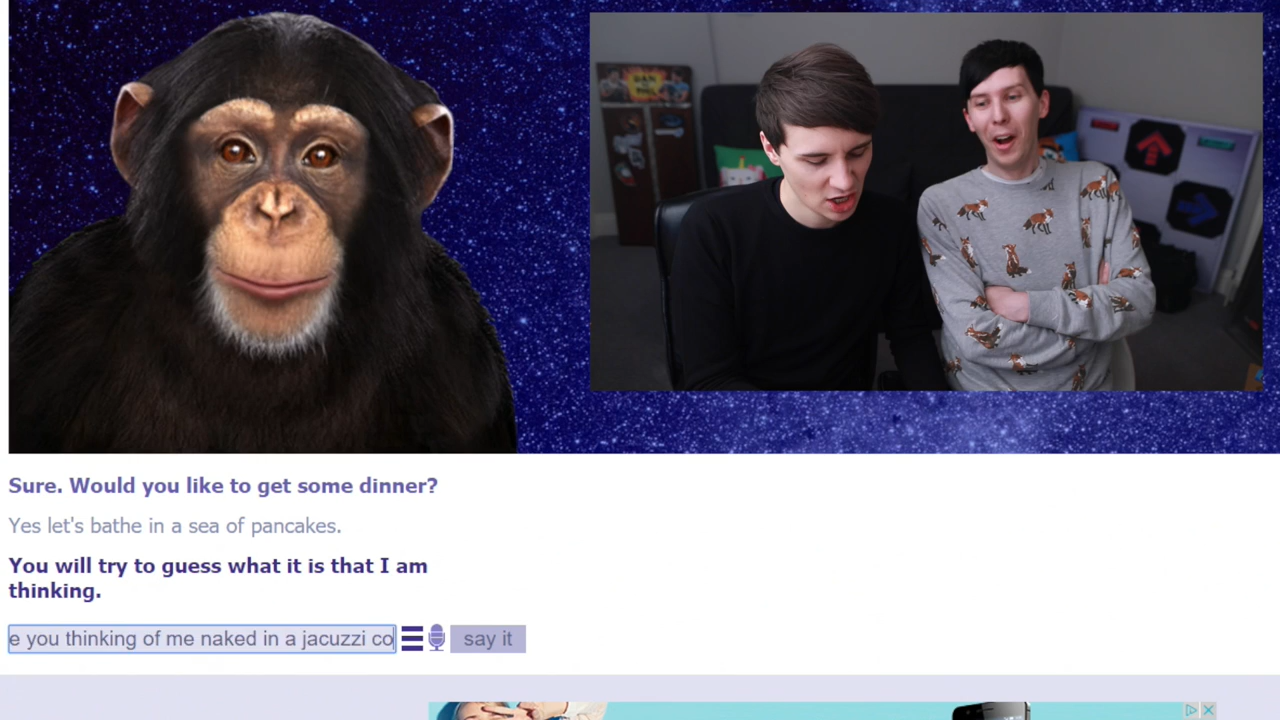 Sure. Would you like to get some dinner?
Yes let's bathe in a sea of pancakes.
You will try to guess what it is that I am
thinking.
e you thinking of me naked in a jacuzzi co
say it